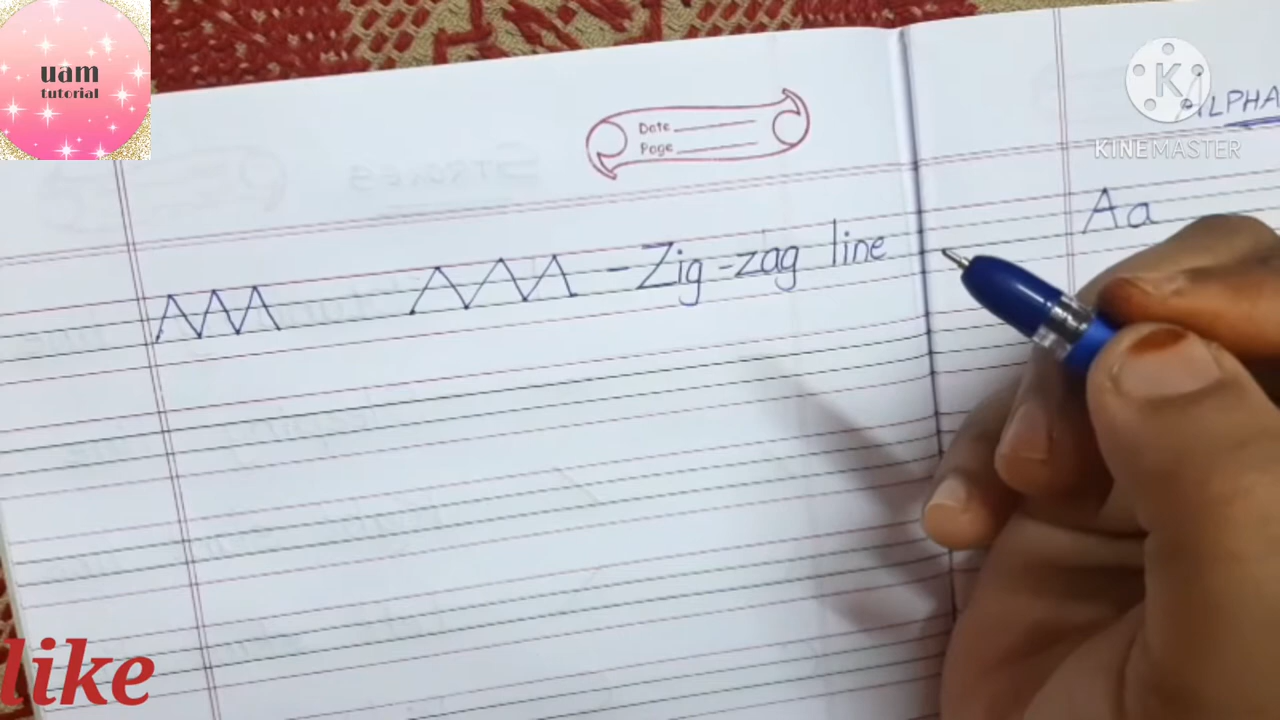 uam
tutorial
Date
Page
KINEMASTER
K
ALPHA
Zig-zag line
Aa
like